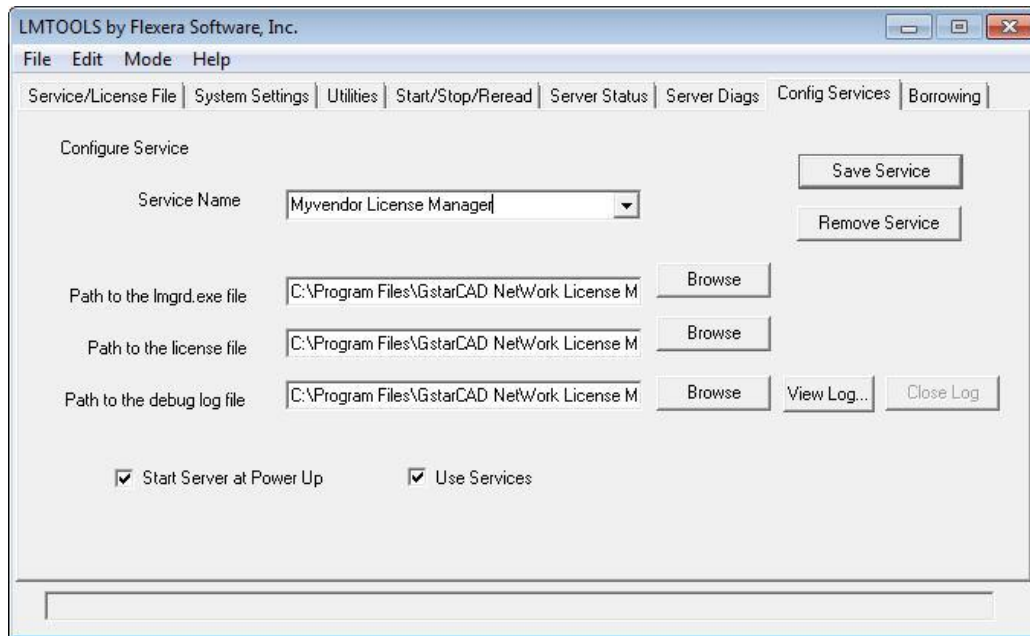 LMTOOLS by Flexera Software, Inc.
File Edit Mode Help
Service/License File System Settings Utilities Start/Stop/Reread Server Status Server Diags Config Services Borrowing
Configure Service
Save Service
Service Name Myvendor License Manager
Remove Service
Path to the lmgrd.exe file C:\Program Files\GstarCAD NetWork License M Browse
Path to the license file C:\Program Files\GstarCAD NetWork License M Browse
Path to the debug log file C:\Program Files\GstarCAD NetWork License M Browse View Log... Close Log
Start Server at Power Up Use Services